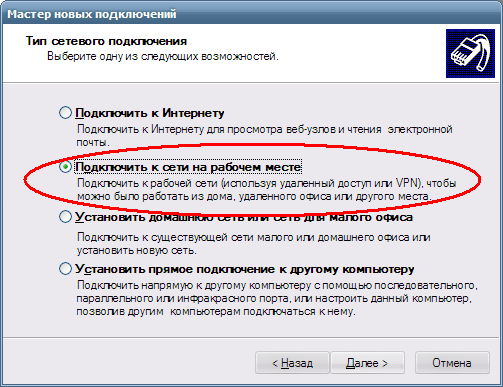 Мастер новых подключений
Тип сетевого подключения
Выберите одну из следующих возможностей.
Подключить к Интернету
Подключить к Интернету для просмотра веб-узлов и чтения электронной
почты.
Подключить к сети на рабочем месте
Подключить к рабочей сети (используя удаленный доступ или VPN), чтобы
можно было работать из дома, удаленного офиса или другого места.
Установить домашнюю сеть или сеть для малого офиса
Подключить к существующей сети малого или домашнего офиса или
установить новую сеть.
Установить прямое подключение к другому компьютеру
Подключить напрямую к другому компьютеру с помощью последовательного,
параллельного или инфракрасного порта, или настроить данный компьютер,
позволив другим компьютерам подключаться к нему.
< Назад Далее > Отмена